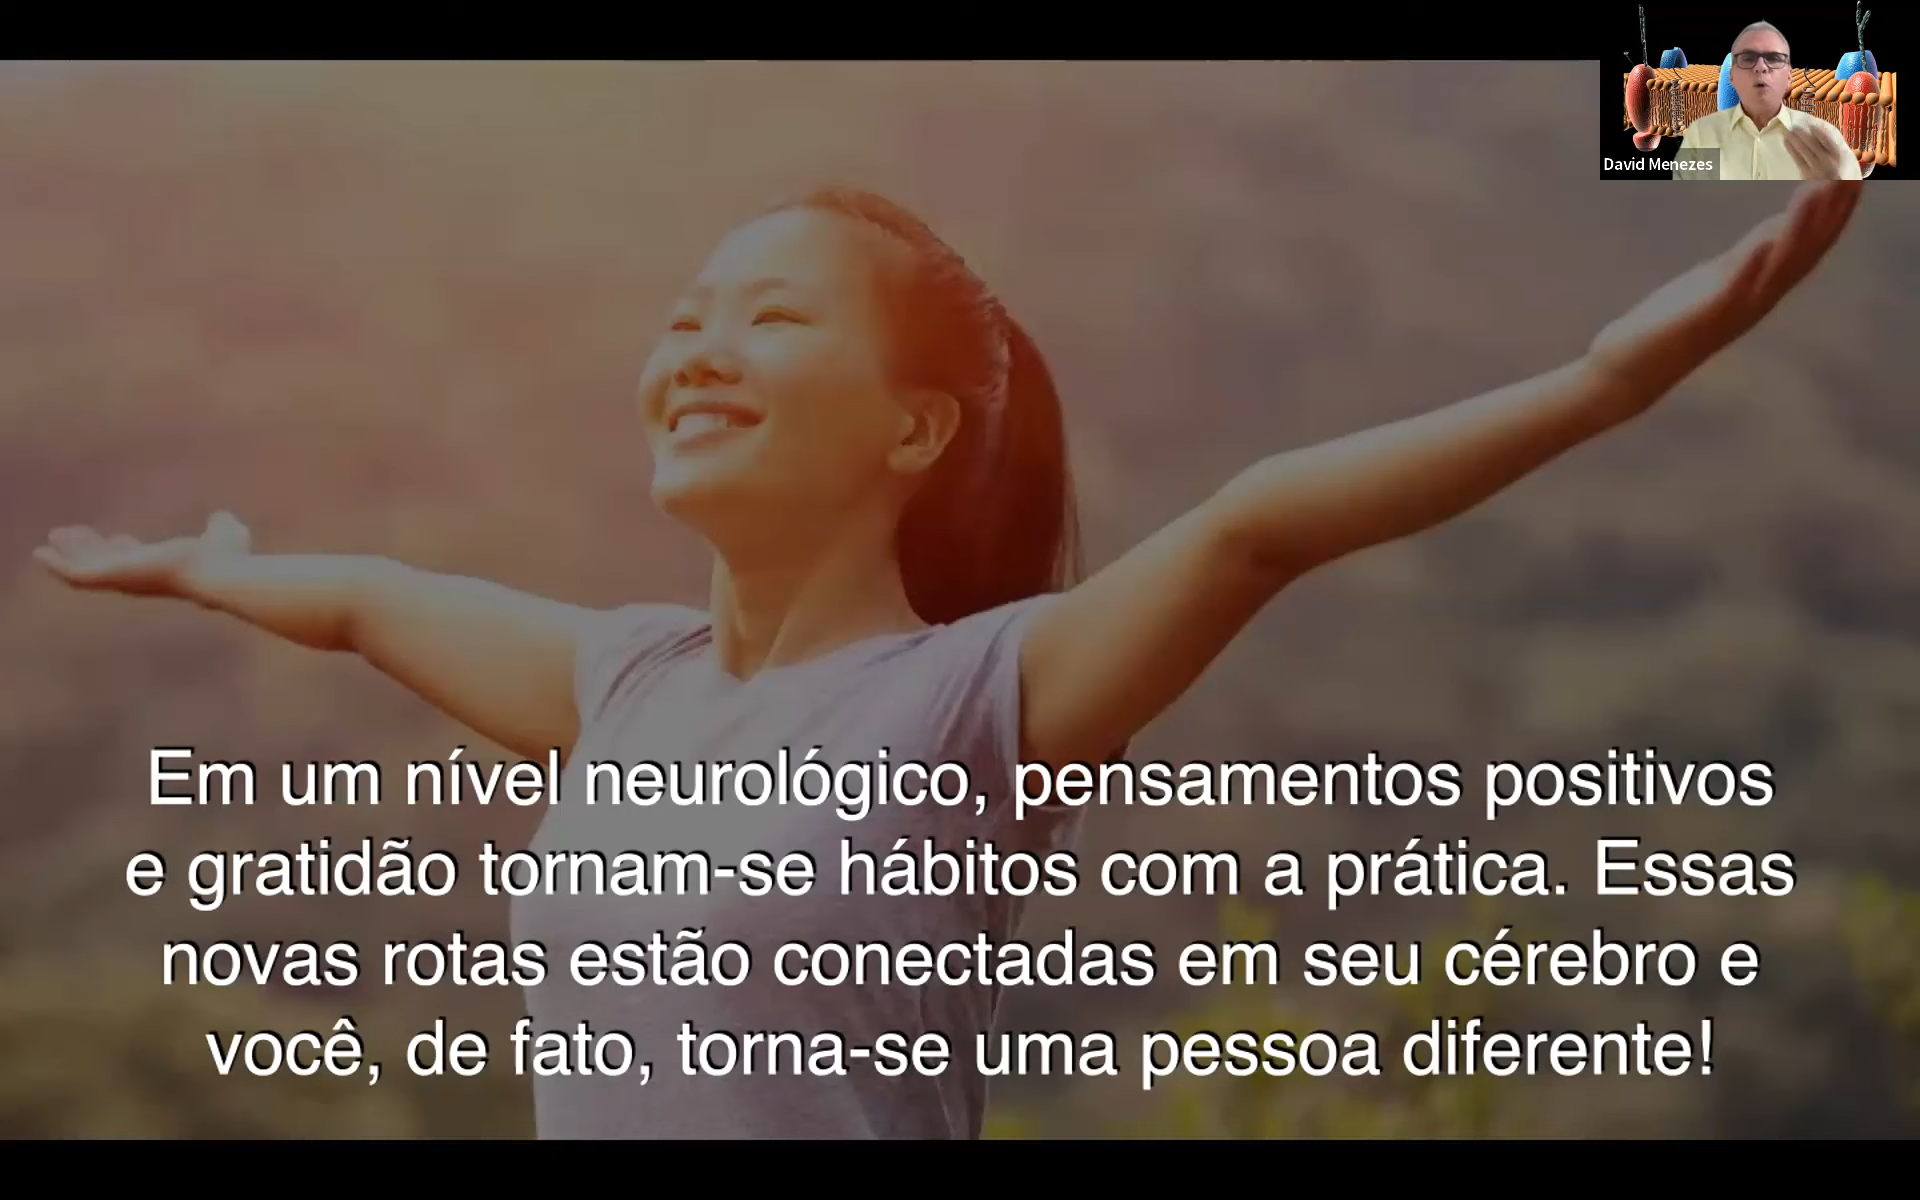 David Menezes
Em um nível neurológico, pensamentos positivos
e gratidão tornam-se hábitos com a prática. Essas
novas rotas estão conectadas em seu cérebro e
você, de fato, torna-se uma pessoa diferente!